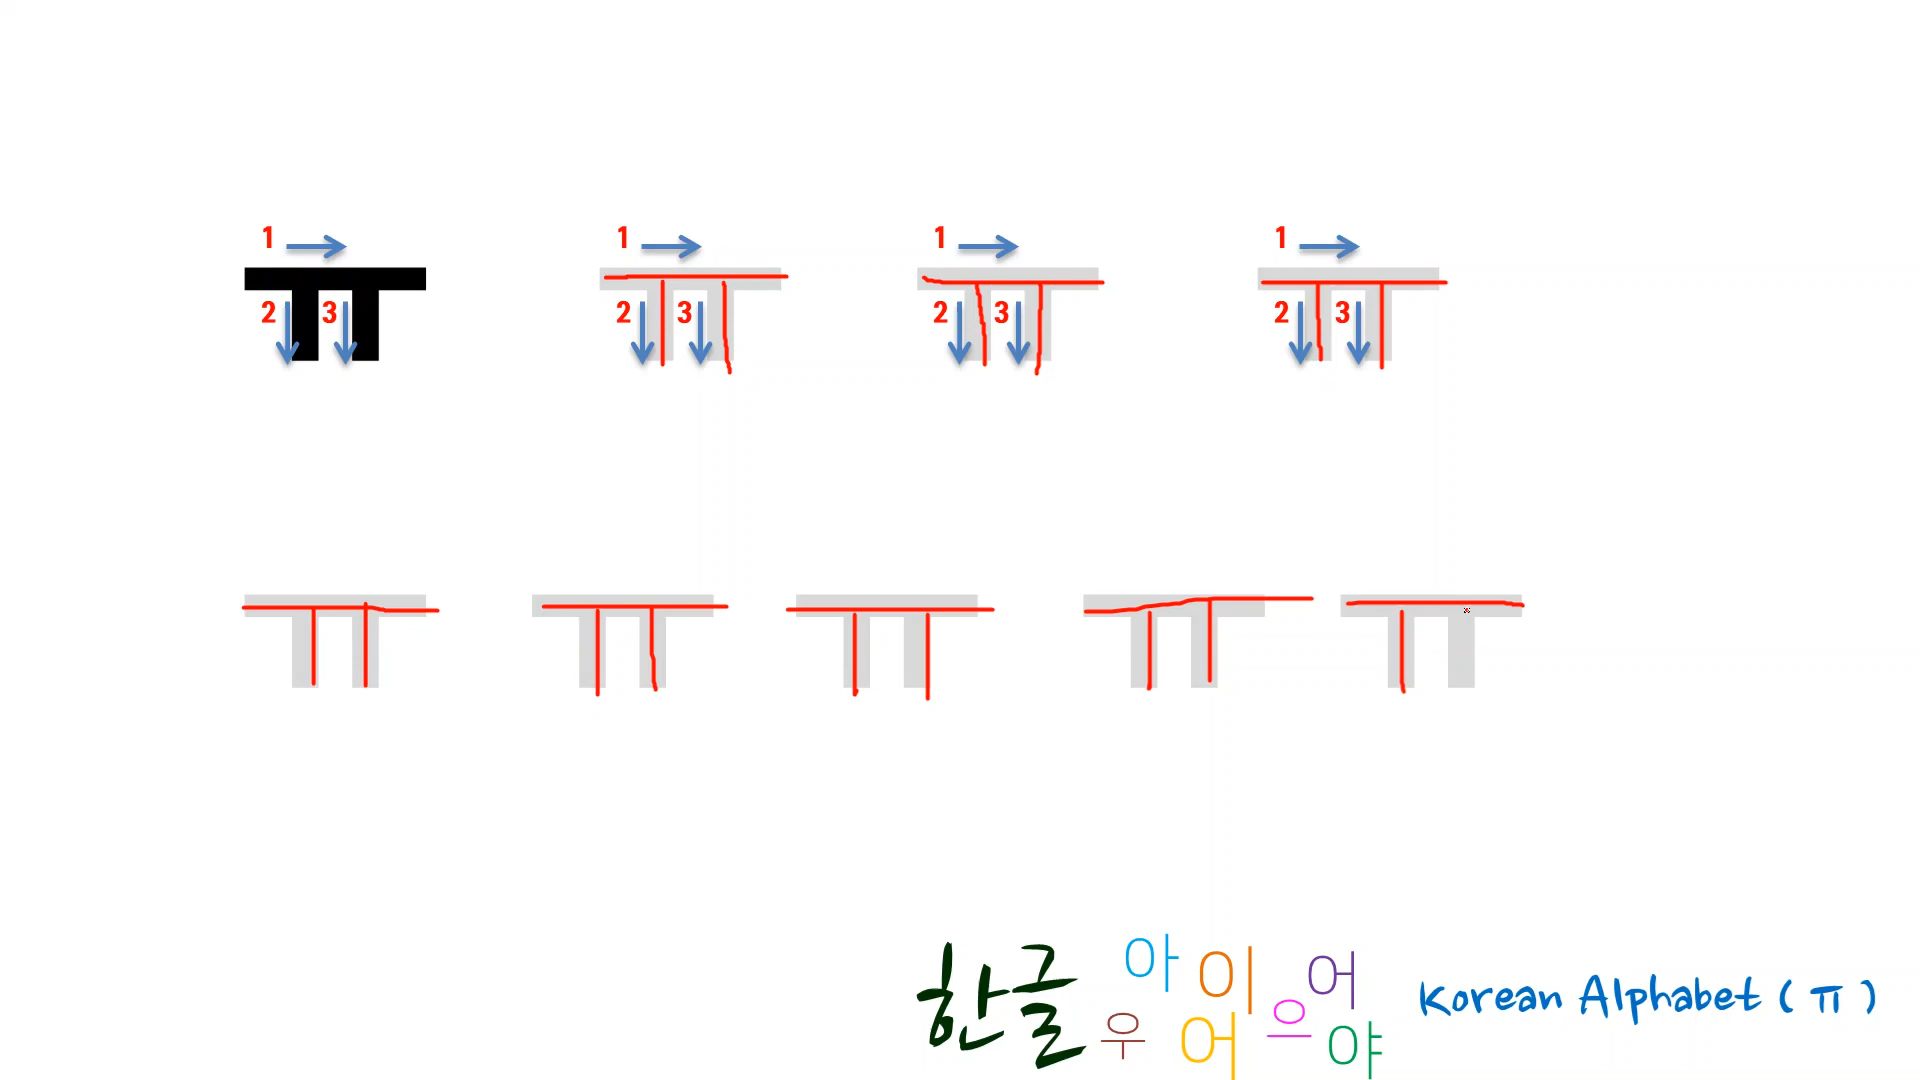 1 1 1 1
2 3 2 3 2 3 2 3
ㅠ ㅠ ㅠ ㅠ
ㅠ ㅠ ㅠ ㅠ ㅠ
한글 아 이 어
우 어 으 야
Korean Alphabet ( ㅠ )